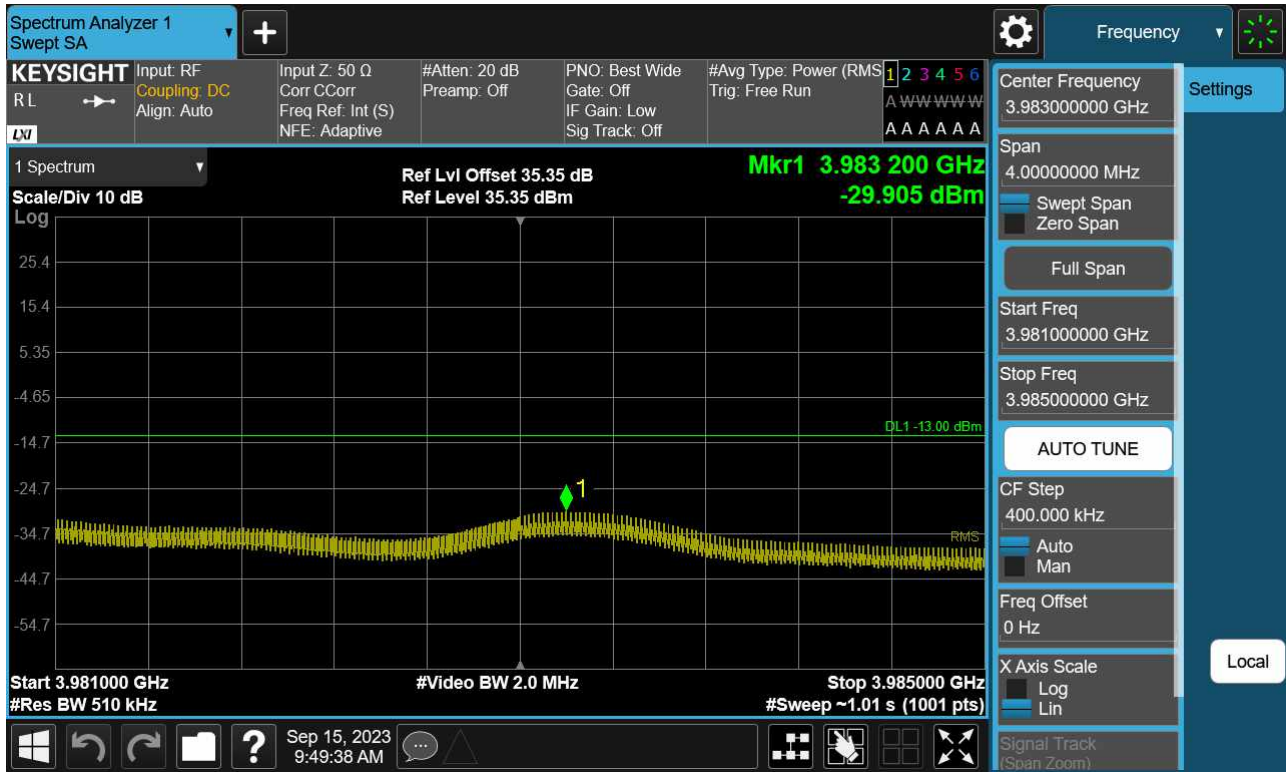 Spectrum Analyzer 1
Swept SA
+
Frequency
KEYSIGHT
RL
LXI
Input: RF
Coupling: DC
Align: Auto
Input Z: 50 Ω
Corr CCorr
Freq Ref: Int (S)
NFE: Adaptive
#Atten: 20 dB
Preamp: Off
PNO: Best Wide
Gate: Off
IF Gain: Low
Sig Track: Off
#Avg Type: Power (RMS
Trig: Free Run
1 2 3 4 5 6
A W W W W W
A A A A A A
1 Spectrum
Scale/Div 10 dB
Log
Ref Lvl Offset 35.35 dB
Ref Level 35.35 dBm
Mkr1 3.983 200 GHz
-29.905 dBm
25.4
15.4
5.35
-4.65
DL1 -13.00 dBm
-14.7
-24.7
1
-34.7
RMS
-44.7
-54.7
Start 3.981000 GHz
#Video BW 2.0 MHz
Stop 3.985000 GHz
#Res BW 510 kHz
#Sweep ~1.01 s (1001 pts)
Center Frequency
3.983000000 GHz
Settings
Span
4.00000000 MHz
Swept Span
Zero Span
Full Span
Start Freq
3.981000000 GHz
Stop Freq
3.985000000 GHz
AUTO TUNE
CF Step
400.000 kHz
Auto
Man
Freq Offset
0 Hz
X Axis Scale
Log
Lin
Local
Signal Track
(Span Zoom)
?
Sep 15, 2023
9:49:38 AM